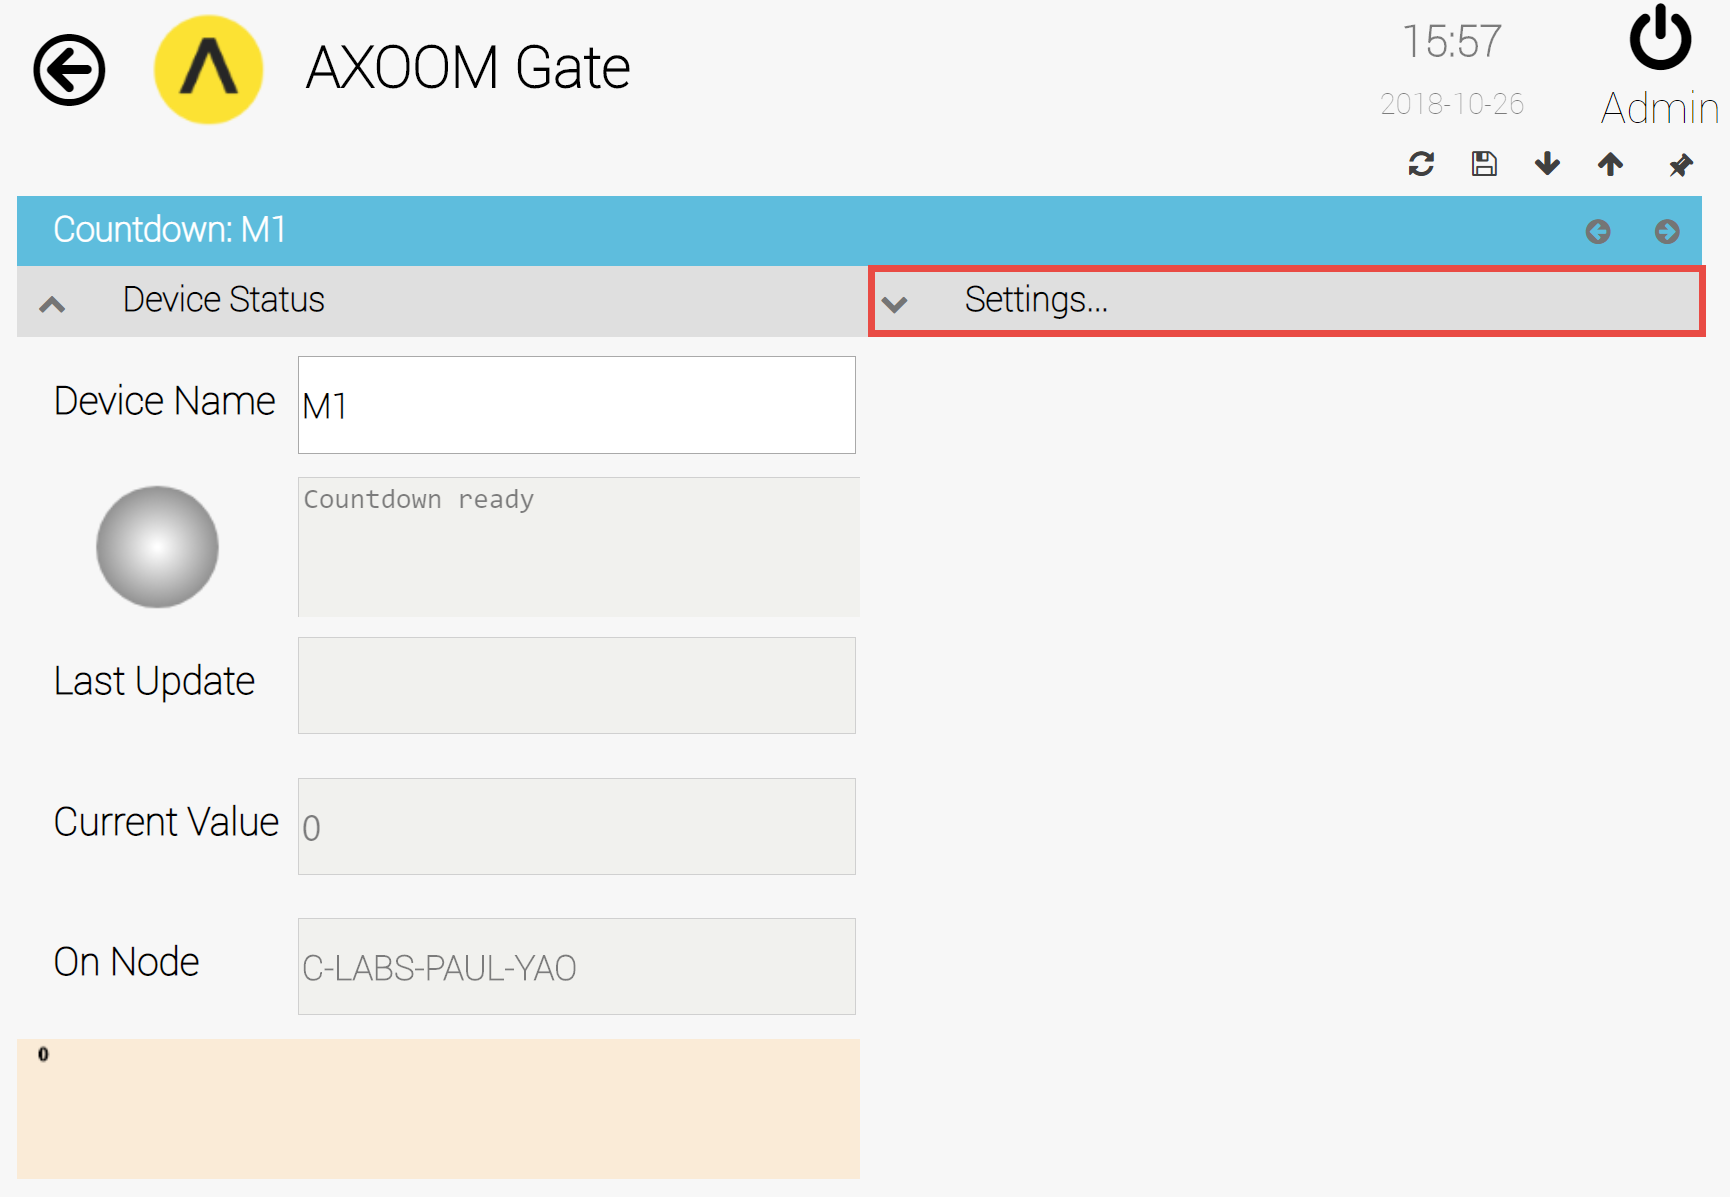 AXOOM Gate
15:57
2018-10-26
Admin
Countdown: M1
Device Status
Settings...
Device Name
M1
Countdown ready
Last Update
Current Value
0
On Node
C-LABS-PAUL-YAO
0